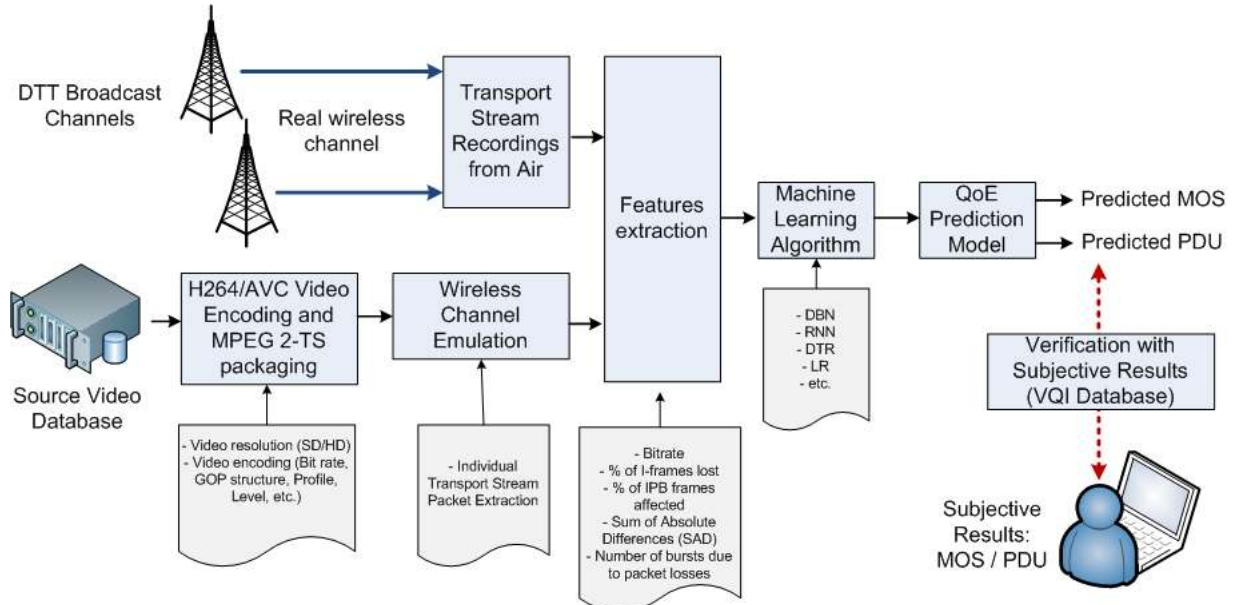 DTT Broadcast
Channels
Real wireless
channel
Transport
Stream
Recordings
from Air
Features
extraction
Machine
Learning
Algorithm
QoE
Prediction
Model
Predicted MOS
Predicted PDU
Source Video
Database
H264/AVC Video
Encoding and
MPEG 2-TS
packaging
Wireless
Channel
Emulation
- Video resolution (SD/HD)
- Video encoding (Bit rate,
GOP structure, Profile,
Level, etc.)
- Individual
Transport Stream
Packet Extraction
- Bitrate
- % of I-frames lost
- % of IPB frames
affected
- Sum of Absolute
Differences (SAD)
- Number of bursts due
to packet losses
- DBN
- RNN
- DTR
- LR
- etc.
Verification with
Subjective Results
(VQI Database)
Subjective
Results:
MOS / PDU